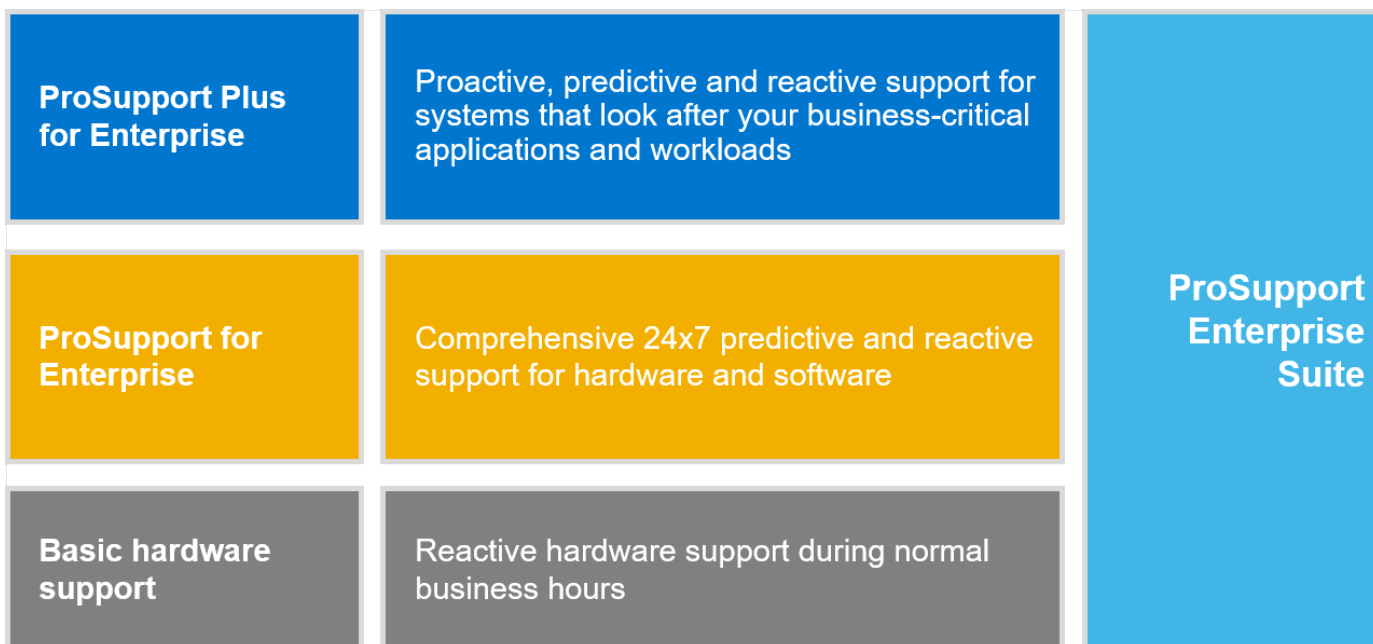 ProSupport Plus
for Enterprise
Proactive, predictive and reactive support for
systems that look after your business-critical
applications and workloads
ProSupport for
Enterprise
Comprehensive 24x7 predictive and reactive
support for hardware and software
Basic hardware
support
Reactive hardware support during normal
business hours
ProSupport
Enterprise
Suite